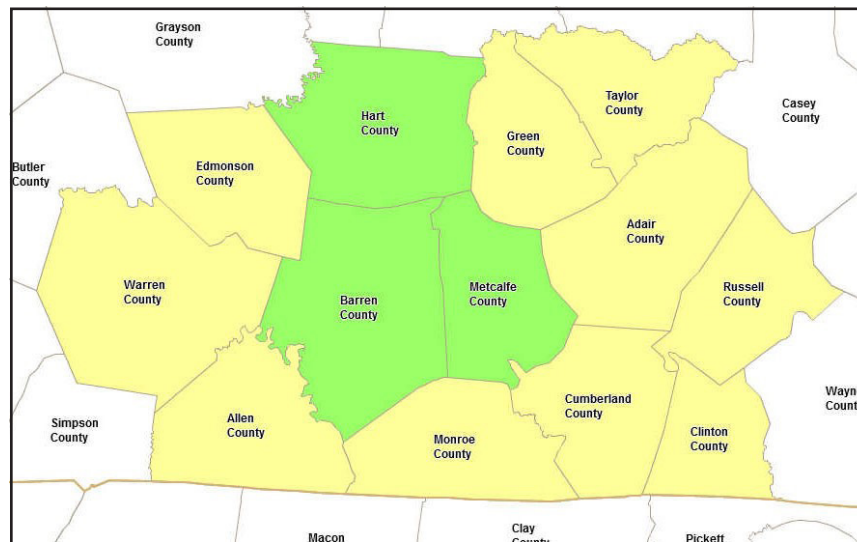 Grayson
County
Hart
County
Taylor
County
Casey
County
Green
County
Butler
County
Edmonson
County
Adair
County
Warren
County
Barren
County
Metcalfe
County
Russell
County
Simpson
County
Allen
County
Monroe
County
Cumberland
County
Clinton
County
Wayn
Count
Macon
Clay
County
Pickett